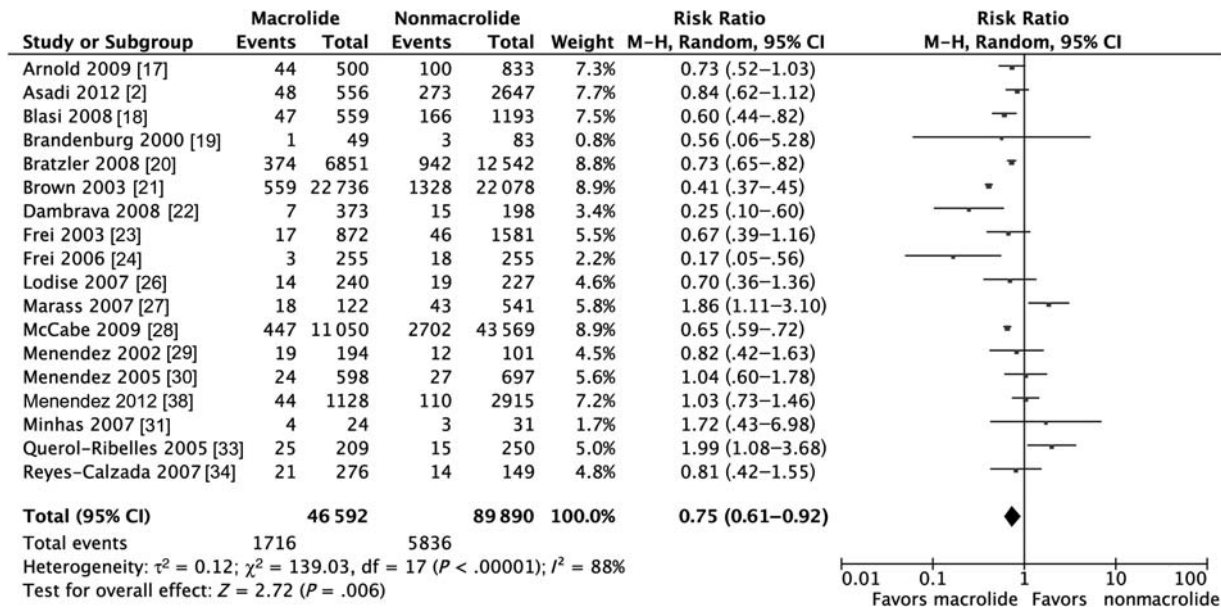 Macrolide Nonmacrolide Risk Ratio Risk Ratio
Study or Subgroup Events Total Events Total Weight M-H, Random, 95% CI M-H, Random, 95% CI
Arnold 2009 [17] 44 500 100 833 7.3% 0.73 (.52–1.03)
Asadi 2012 [2] 48 556 273 2647 7.7% 0.84 (.62–1.12)
Blasi 2008 [18] 47 559 166 1193 7.5% 0.60 (.44–.82)
Brandenburg 2000 [19] 1 49 3 83 0.8% 0.56 (.06–5.28)
Bratzler 2008 [20] 374 6851 942 12 542 8.8% 0.73 (.65–.82)
Brown 2003 [21] 559 22 736 1328 22 078 8.9% 0.41 (.37–.45)
Dambrava 2008 [22] 7 373 15 198 3.4% 0.25 (.10–.60)
Frei 2003 [23] 17 872 46 1581 5.5% 0.67 (.39–1.16)
Frei 2006 [24] 3 255 18 255 2.2% 0.17 (.05–.56)
Lodise 2007 [26] 14 240 19 227 4.6% 0.70 (.36–1.36)
Marass 2007 [27] 18 122 43 541 5.8% 1.86 (1.11–3.10)
McCabe 2009 [28] 447 11 050 2702 43 569 8.9% 0.65 (.59–.72)
Menendez 2002 [29] 19 194 12 101 4.5% 0.82 (.42–1.63)
Menendez 2005 [30] 24 598 27 697 5.6% 1.04 (.60–1.78)
Menendez 2012 [38] 44 1128 110 2915 7.2% 1.03 (.73–1.46)
Minhas 2007 [31] 4 24 3 31 1.7% 1.72 (.43–6.98)
Querol-Ribelles 2005 [33] 25 209 15 250 5.0% 1.99 (1.08–3.68)
Reyes-Calzada 2007 [34] 21 276 14 149 4.8% 0.81 (.42–1.55)
Total (95% CI) 46 592 89 890 100.0% 0.75 (0.61–0.92)
Total events 1716 5836
Heterogeneity: τ² = 0.12; χ² = 139.03, df = 17 (P < .00001); I² = 88%
Test for overall effect: Z = 2.72 (P = .006)
0.01 0.1 1 10 100
Favors macrolide Favors nonmacrolide